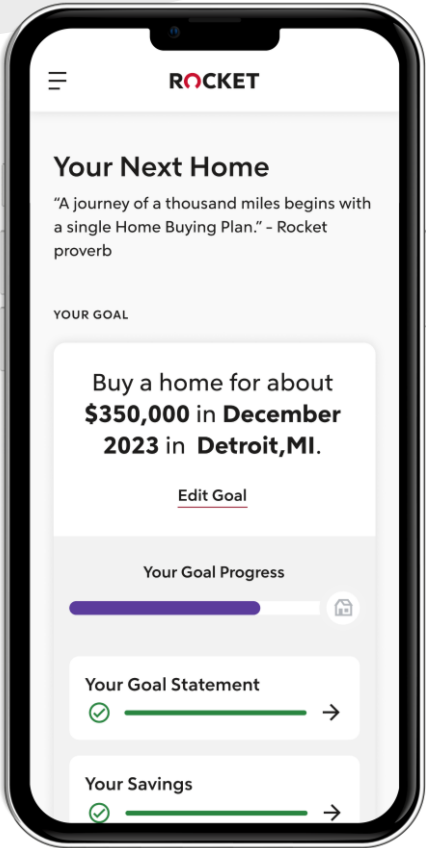 ROCKET
Your Next Home
“A journey of a thousand miles begins with
a single Home Buying Plan.” - Rocket
proverb
YOUR GOAL
Buy a home for about
$350,000 in December
2023 in Detroit,MI.
Edit Goal
Your Goal Progress
Your Goal Statement
Your Savings